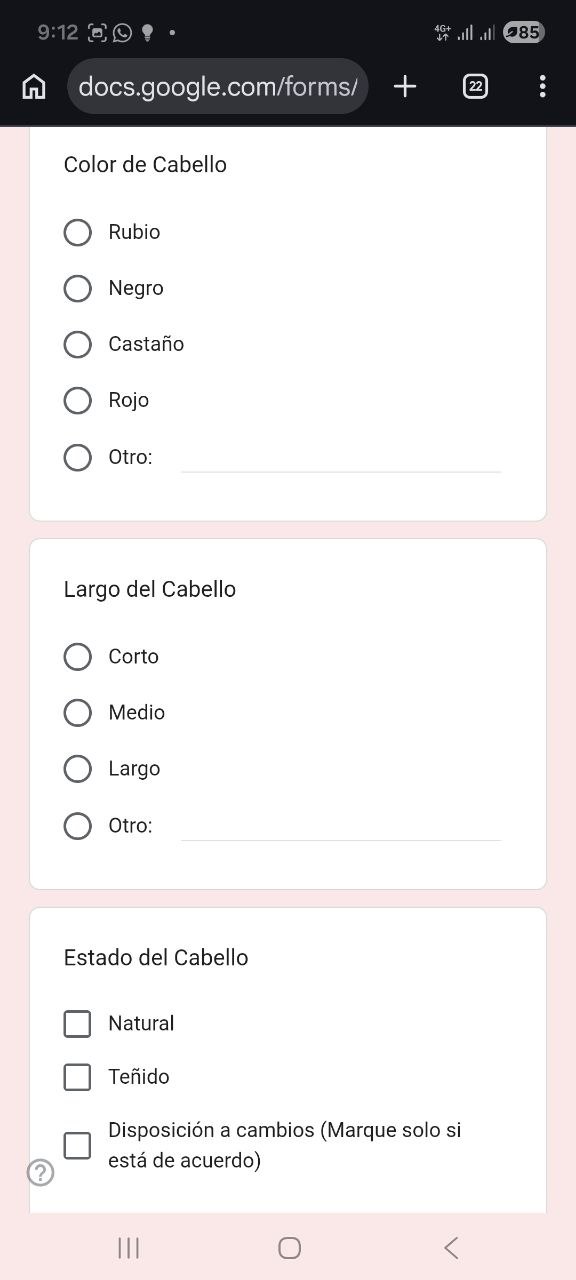 9:12
4G+
85
docs.google.com/forms/
22
Color de Cabello
Rubio
Negro
Castaño
Rojo
Otro:
Largo del Cabello
Corto
Medio
Largo
Otro:
Estado del Cabello
Natural
Teñido
Disposición a cambios (Marque solo si
está de acuerdo)
?